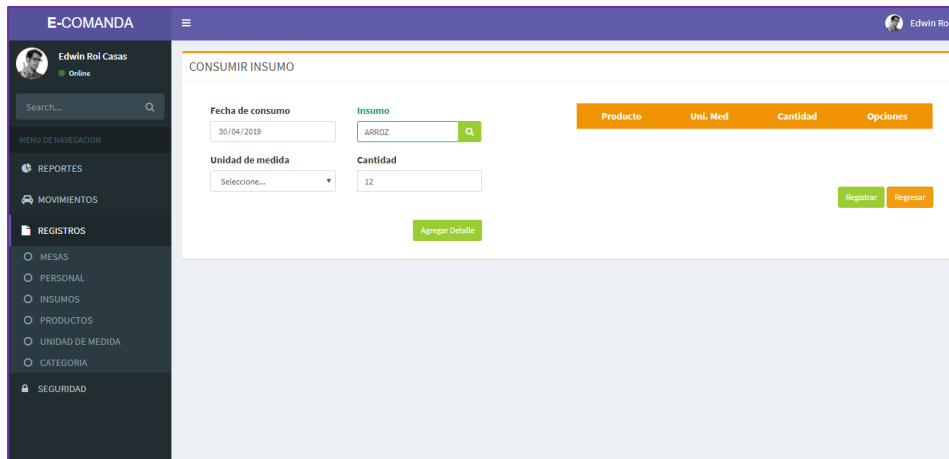 E-COMANDA
Edwin Ro
Edwin Roi Casas
Online
Search...
MENU DE NAVEGACION
REPORTES
MOVIMIENTOS
REGISTROS
MESAS
PERSONAL
INSUMOS
PRODUCTOS
UNIDAD DE MEDIDA
CATEGORIA
SEGURIDAD
CONSUMIR INSUMO
Fecha de consumo Insumo
30/04/2019 ARROZ
Unidad de medida Cantidad
Seleccione... 12
Agregar Detalle
Producto Uni. Med Cantidad Opciones
Registrar Regresar